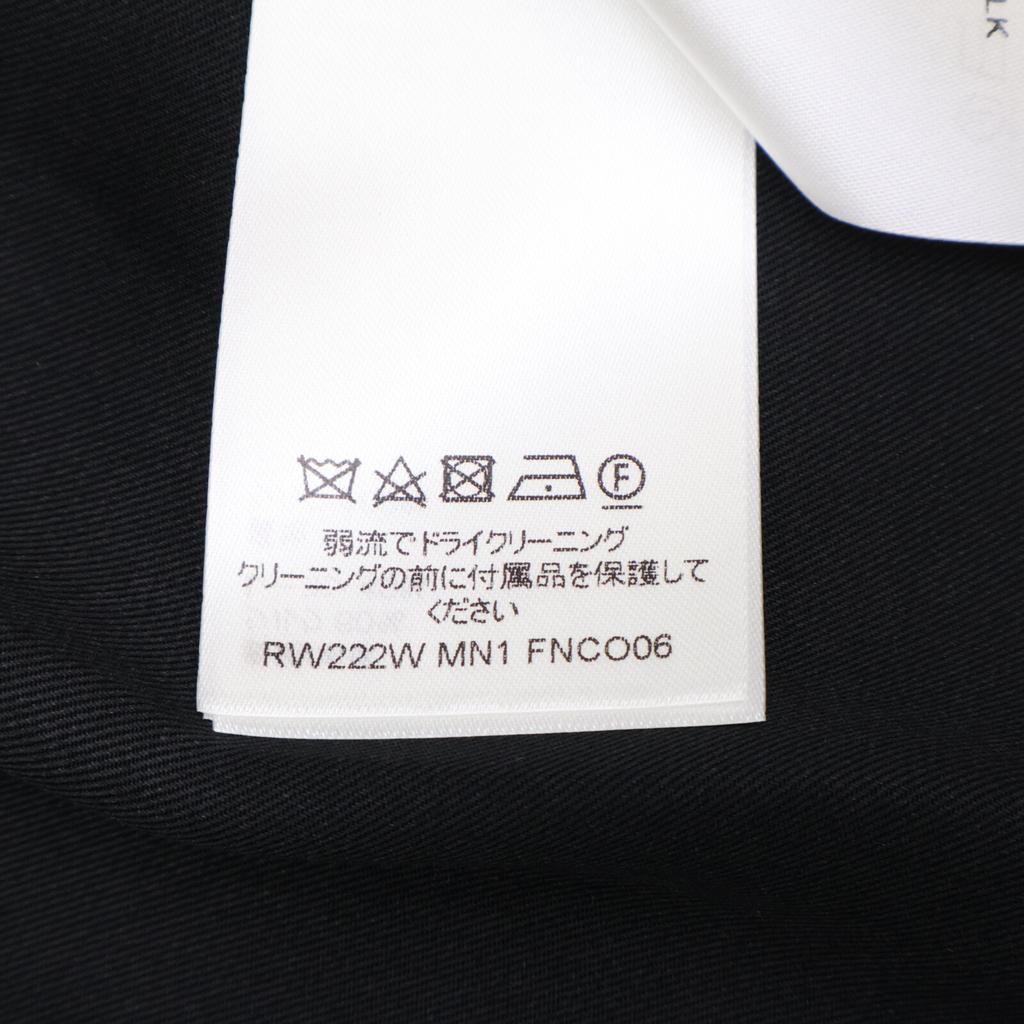 LK
F
弱流でドライクリーニング
クリーニングの前に付属品を保護して
ください
RW222W MN1 FNCO06